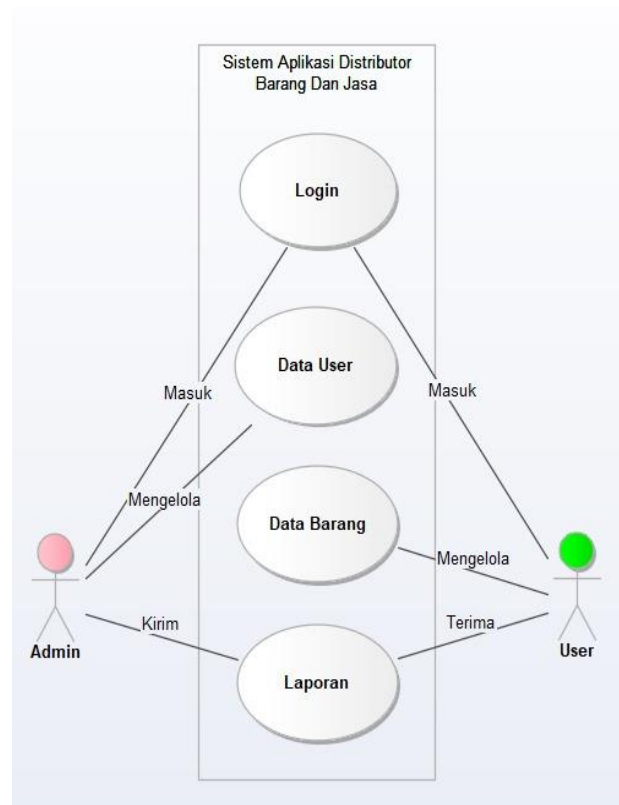 Sistem Aplikasi Distributor
Barang Dan Jasa
Login
Data User
Masuk
Masuk
Mengelola
Data Barang
Mengelola
Kirim
Terima
Admin
User
Laporan